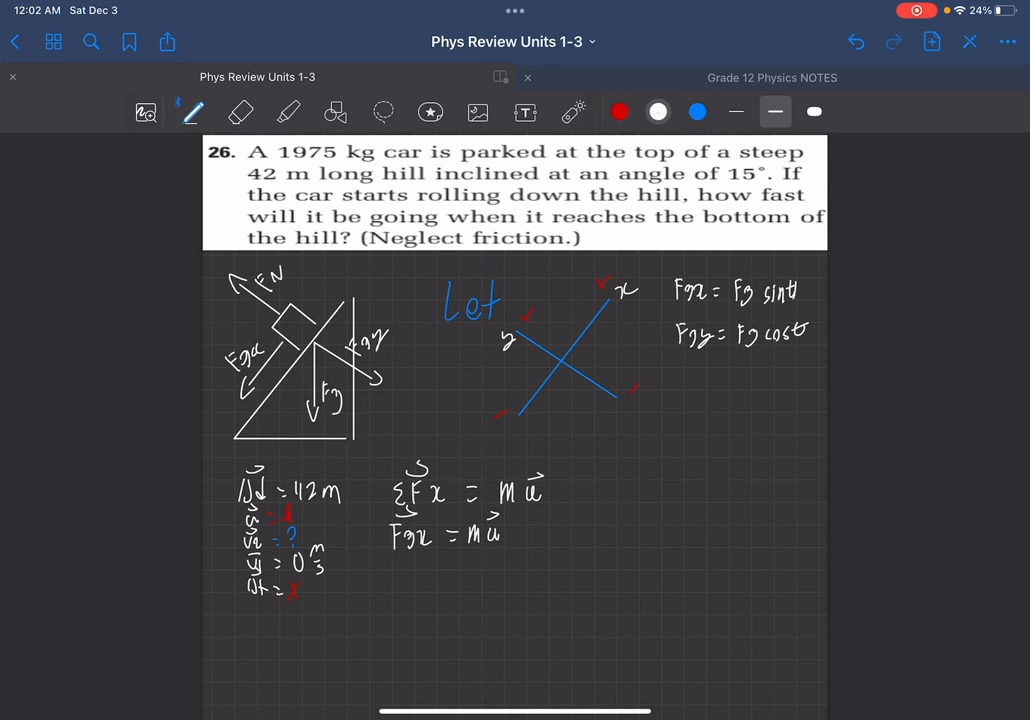 12:02 AM Sat Dec 3
24%
Phys Review Units 1-3
Phys Review Units 1-3
Grade 12 Physics NOTES
26. A 1975 kg car is parked at the top of a steep
42 m long hill inclined at an angle of 15°. If
the car starts rolling down the hill, how fast
will it be going when it reaches the bottom of
the hill? (Neglect friction.)
FN
Fgx
Fgy
Fg
Let
x
y
Fgx = Fg sinθ
Fgy = Fg cosθ
Δd = 42 m
a =
v2 = ?
= 0 m/s
Δt = X
ΣFx = ma
Fgx = ma